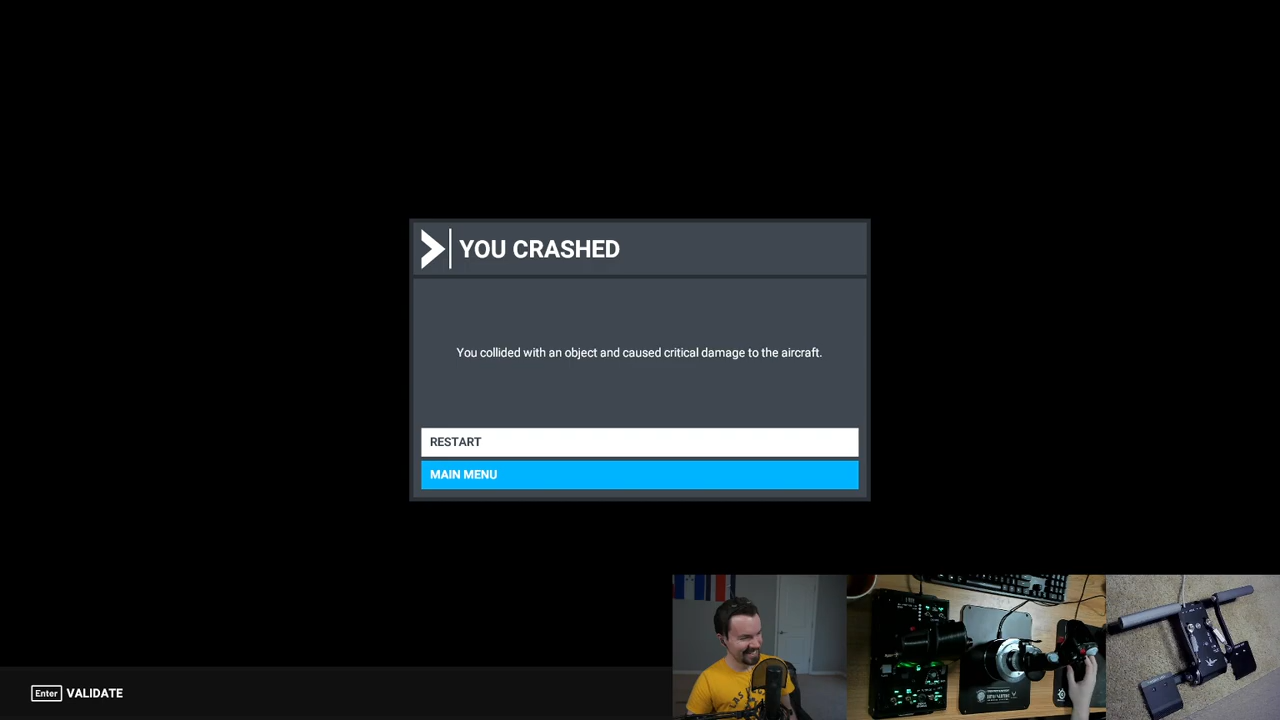 YOU CRASHED
You collided with an object and caused critical damage to the aircraft.
RESTART
MAIN MENU
Enter VALIDATE